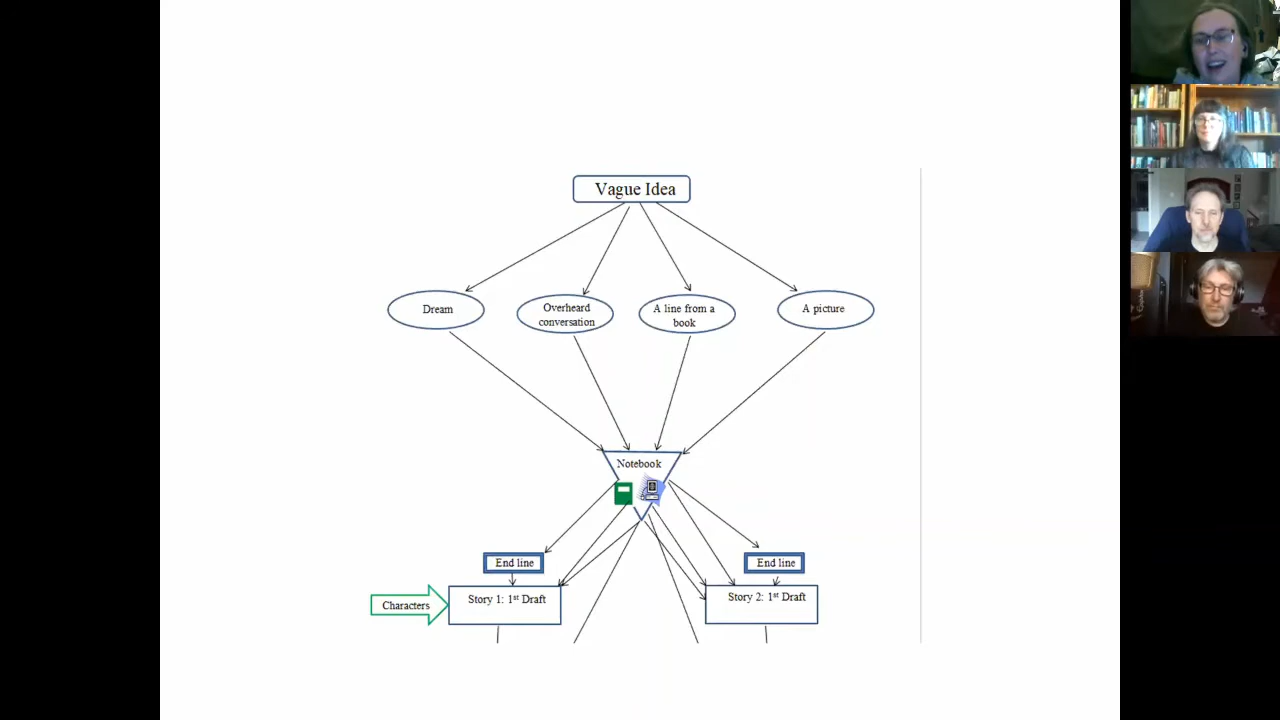 Vague Idea
Dream
Overheard
conversation
A line from a
book
A picture
Notebook
End line
End line
Characters
Story 1: 1st Draft
Story 2: 1st Draft